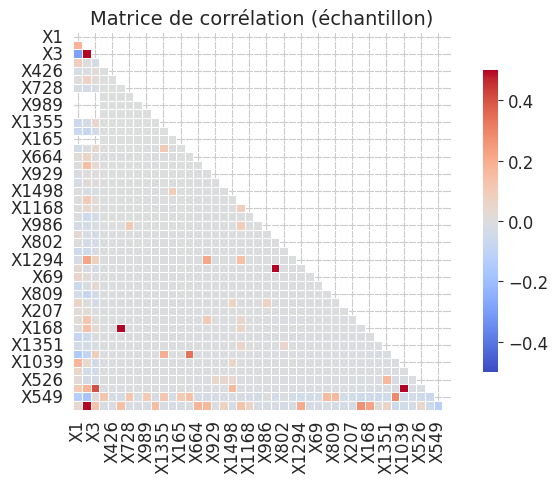 Matrice de corrélation (échantillon)
X1
X3
X426
X728
X989
X1355
X165
X664
X929
X1498
X1168
X986
X802
X1294
X69
X809
X207
X168
X1351
X1039
X526
X549
X1 X3 X426 X728 X989 X1355 X165 X664 X929 X1498 X1168 X986 X802 X1294 X69 X809 X207 X168 X1351 X1039 X526 X549
0.4
0.2
0.0
−0.2
−0.4